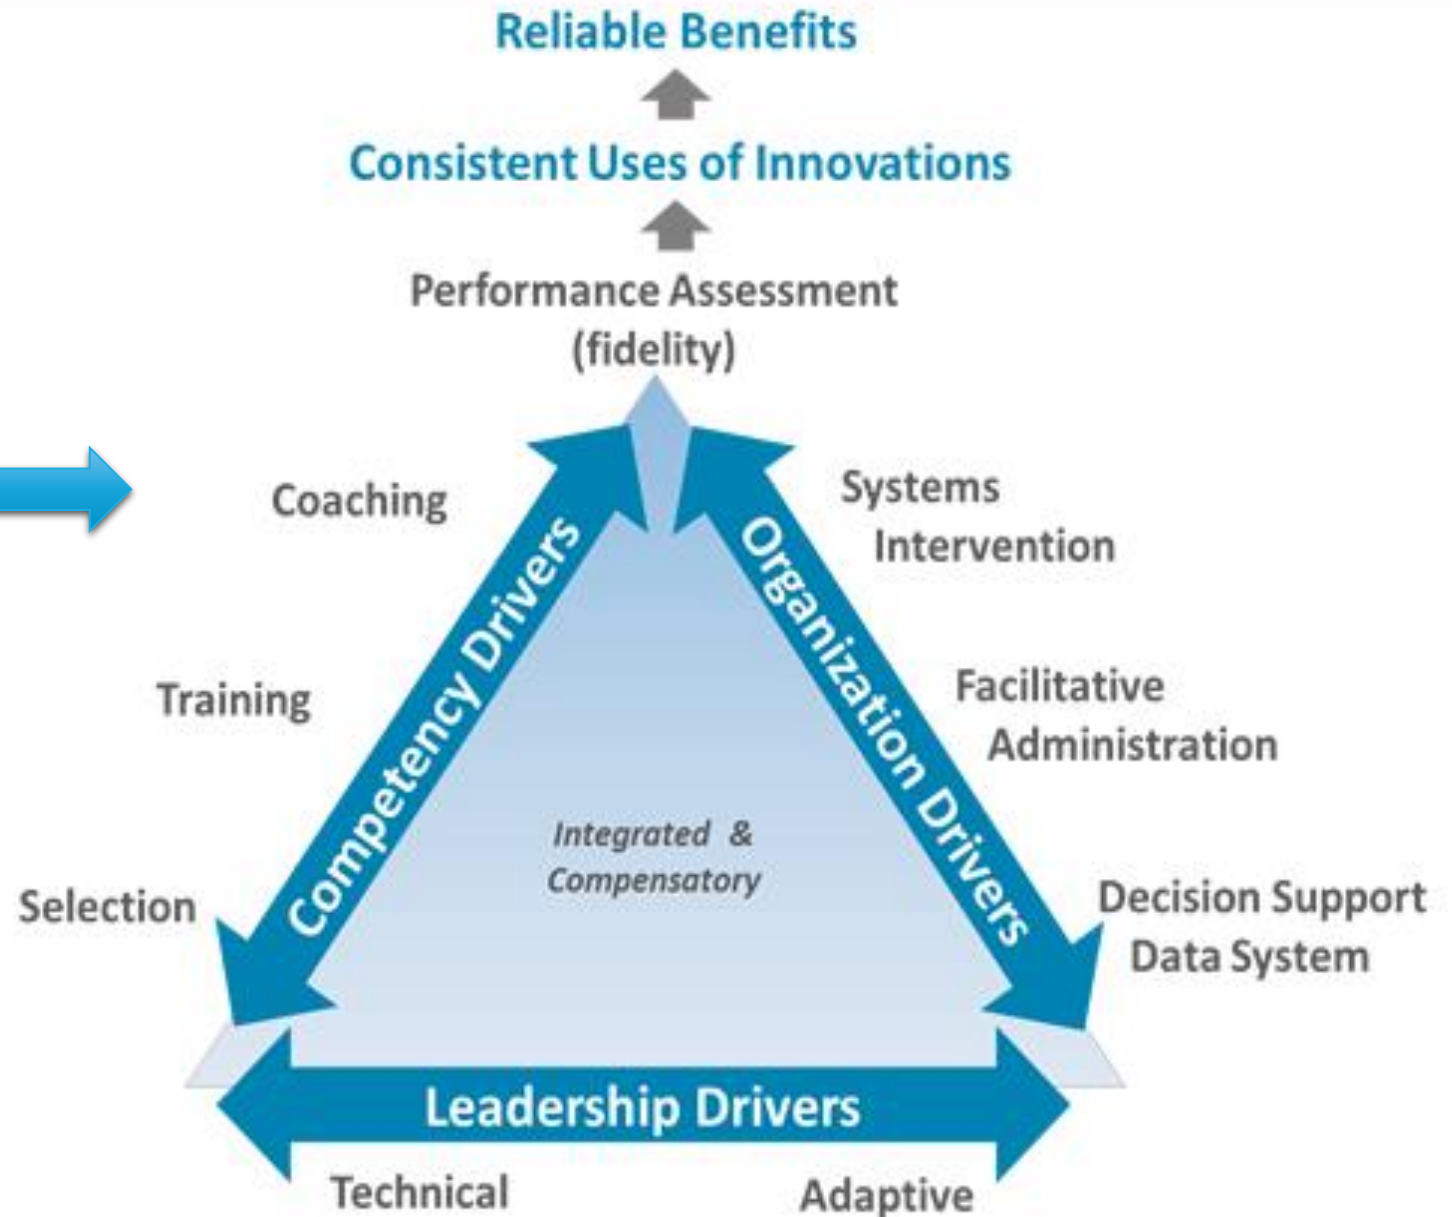 Reliable Benefits
Consistent Uses of Innovations
Performance Assessment
(fidelity)
Coaching
Systems
Intervention
Competency Drivers
Organization Drivers
Training
Facilitative
Administration
Integrated &
Compensatory
Selection
Decision Support
Data System
Leadership Drivers
Technical
Adaptive